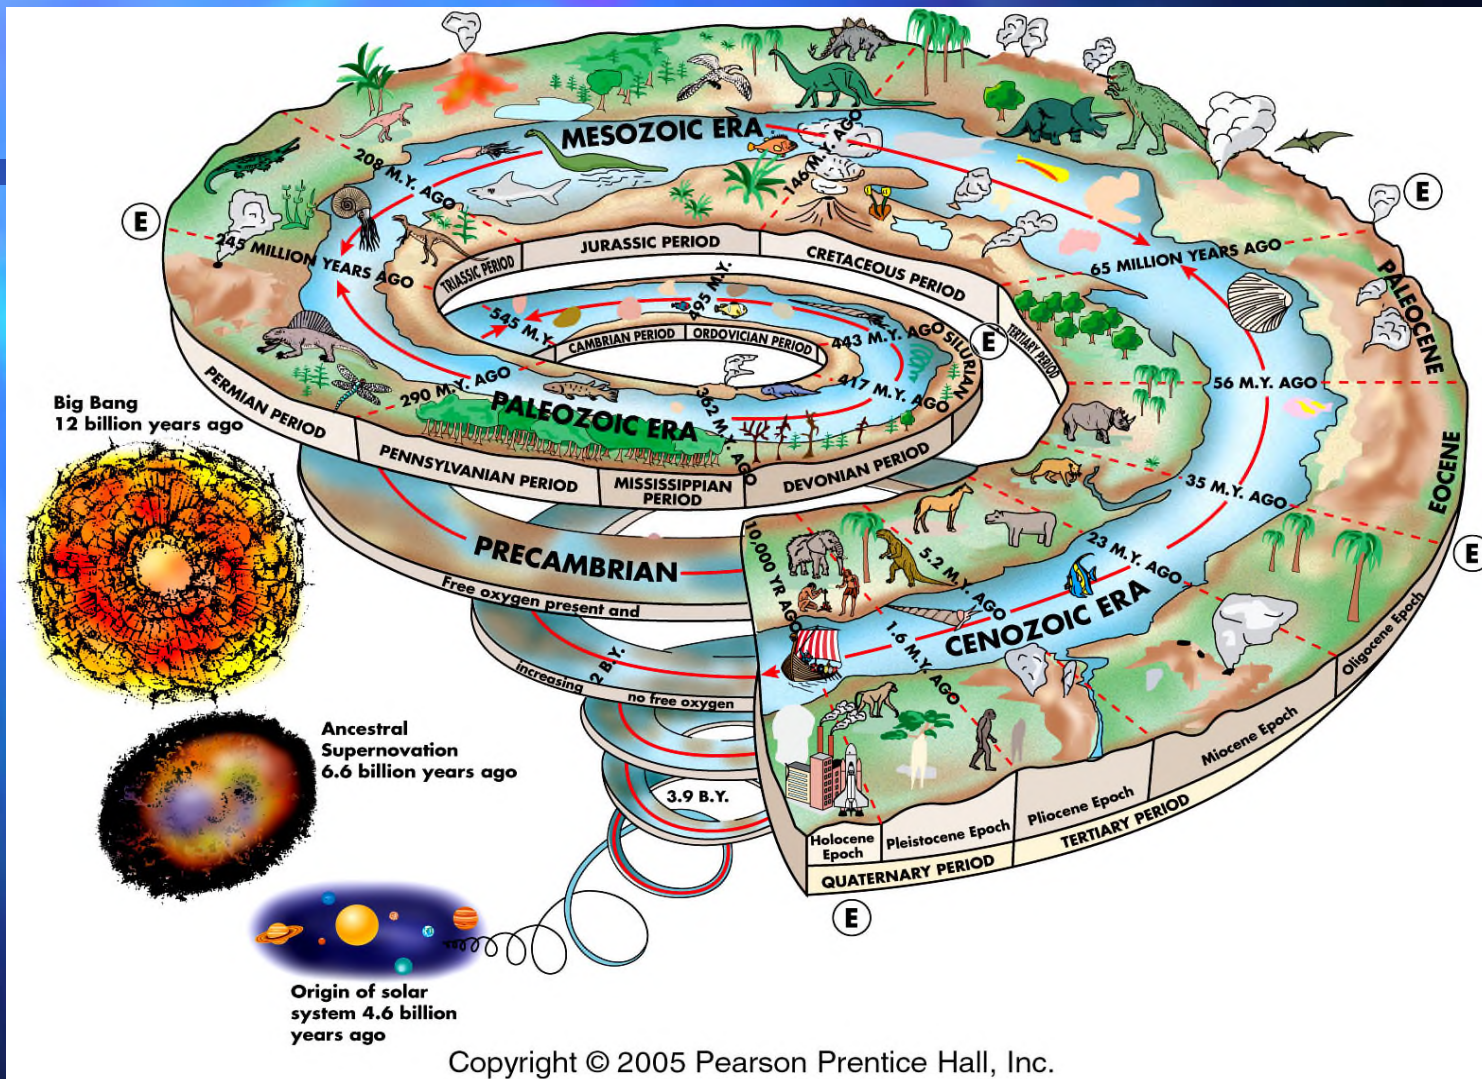 MESOZOIC ERA
208 M.Y. AGO
146 M.Y. AGO
E
E
245 MILLION YEARS AGO
TRIASSIC PERIOD
JURASSIC PERIOD
CRETACEOUS PERIOD
65 MILLION YEARS AGO
PALEOCENE
545 M.Y.
495 M.Y.
CAMBRIAN PERIOD
ORDOVICIAN PERIOD
443 M.Y. AGO
SILURIAN
E
TERTIARY PERIOD
417 M.Y. AGO
56 M.Y. AGO
290 M.Y. AGO
PALEOZOIC ERA
362 M.Y. AGO
PERMIAN PERIOD
PENNSYLVANIAN PERIOD
MISSISSIPPIAN
PERIOD
DEVONIAN PERIOD
35 M.Y. AGO
EOCENE
Big Bang
12 billion years ago
PRECAMBRIAN
10,000 YR AGO
5.2 M.Y. AGO
23 M.Y. AGO
E
Free oxygen present and
1.6 M.Y. AGO
CENOZOIC ERA
2 B.Y.
increasing
no free oxygen
Oligocene Epoch
Ancestral
Supernovation
6.6 billion years ago
3.9 B.Y.
Miocene Epoch
Pliocene Epoch
Holocene
Epoch
Pleistocene Epoch
TERTIARY PERIOD
QUATERNARY PERIOD
E
Origin of solar
system 4.6 billion
years ago
Copyright © 2005 Pearson Prentice Hall, Inc.